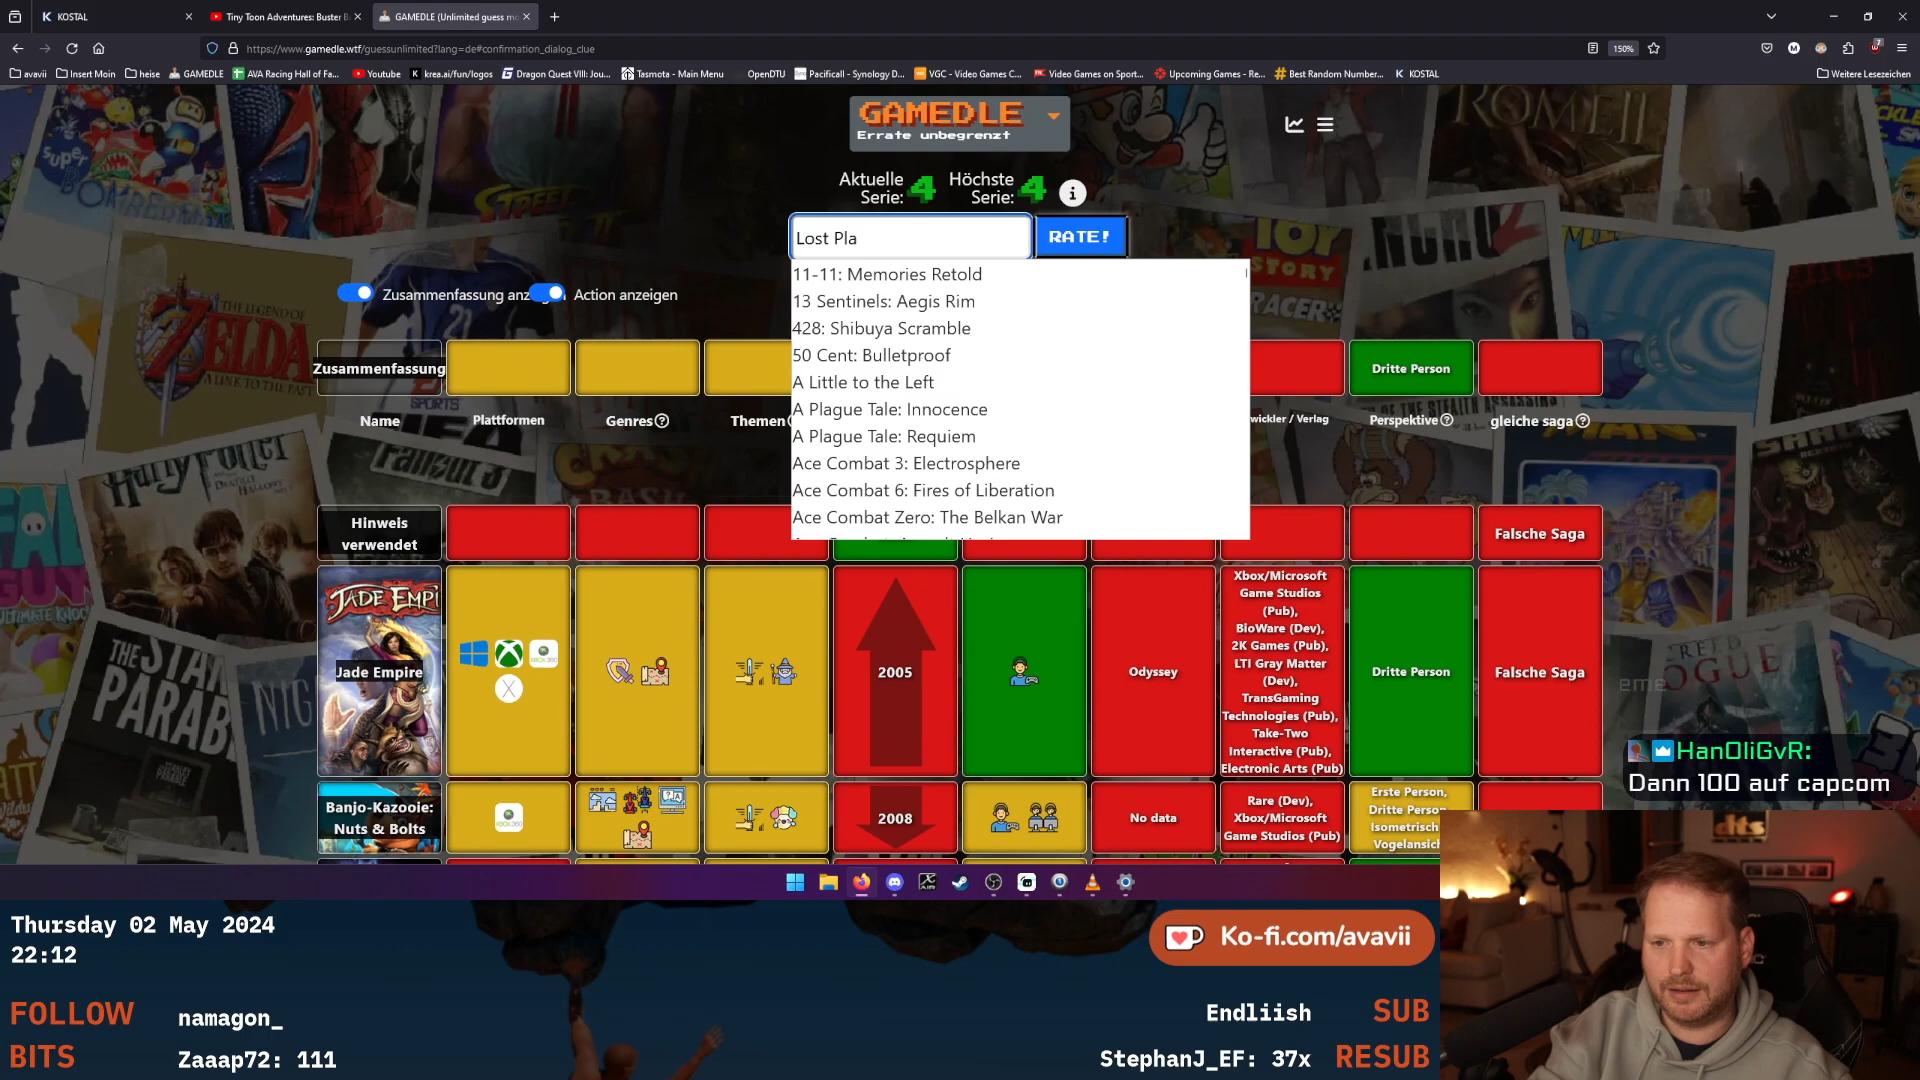 KOSTAL
Tiny Toon Adventures: Buster B
GAMEDLE (Unlimited guess mo
https://www.gamedle.wtf/guessunlimited?lang=de#confirmation_dialog_clue
150%
avavii
Insert Moin
heise
GAMEDLE
AVA Racing Hall of Fa...
Youtube
krea.ai/fun/logos
Dragon Quest VIII: Jou...
Tasmota - Main Menu
OpenDTU
Pacificall - Synology D...
VGC - Video Games C...
Video Games on Sport...
Upcoming Games - Re...
Best Random Number...
KOSTAL
Weitere Lesezeichen
GAMEDLE
Errate unbegrenzt
Aktuelle Serie: 4
Höchste Serie: 4
Lost Pla
RATE!
11-11: Memories Retold
13 Sentinels: Aegis Rim
428: Shibuya Scramble
50 Cent: Bulletproof
A Little to the Left
A Plague Tale: Innocence
A Plague Tale: Requiem
Ace Combat 3: Electrosphere
Ace Combat 6: Fires of Liberation
Ace Combat Zero: The Belkan War
Zusammenfassung
Action anzeigen
Zusammenfassung
Dritte Person
Name
Plattformen
Genres
Themen
wickler / Verlag
Perspektive
gleiche saga
Hinweis
verwendet
Falsche Saga
JADE EMPI
Jade Empire
2005
Odyssey
Xbox/Microsoft
Game Studios
(Pub),
BioWare (Dev),
2K Games (Pub),
LTI Gray Matter
(Dev),
TransGaming
Technologies (Pub),
Take-Two
Interactive (Pub),
Electronic Arts (Pub)
Dritte Person
Falsche Saga
Banjo-Kazooie:
Nuts & Bolts
2008
No data
Rare (Dev),
Xbox/Microsoft
Game Studios (Pub)
Erste Person,
Dritte Person,
Isometrisch
Vogelansich
HanOliGvR:
Dann 100 auf capcom
Thursday 02 May 2024
22:12
Ko-fi.com/avavii
FOLLOW
namagon_
BITS
Zaaap72: 111
Endliish
SUB
StephanJ_EF: 37x
RESUB